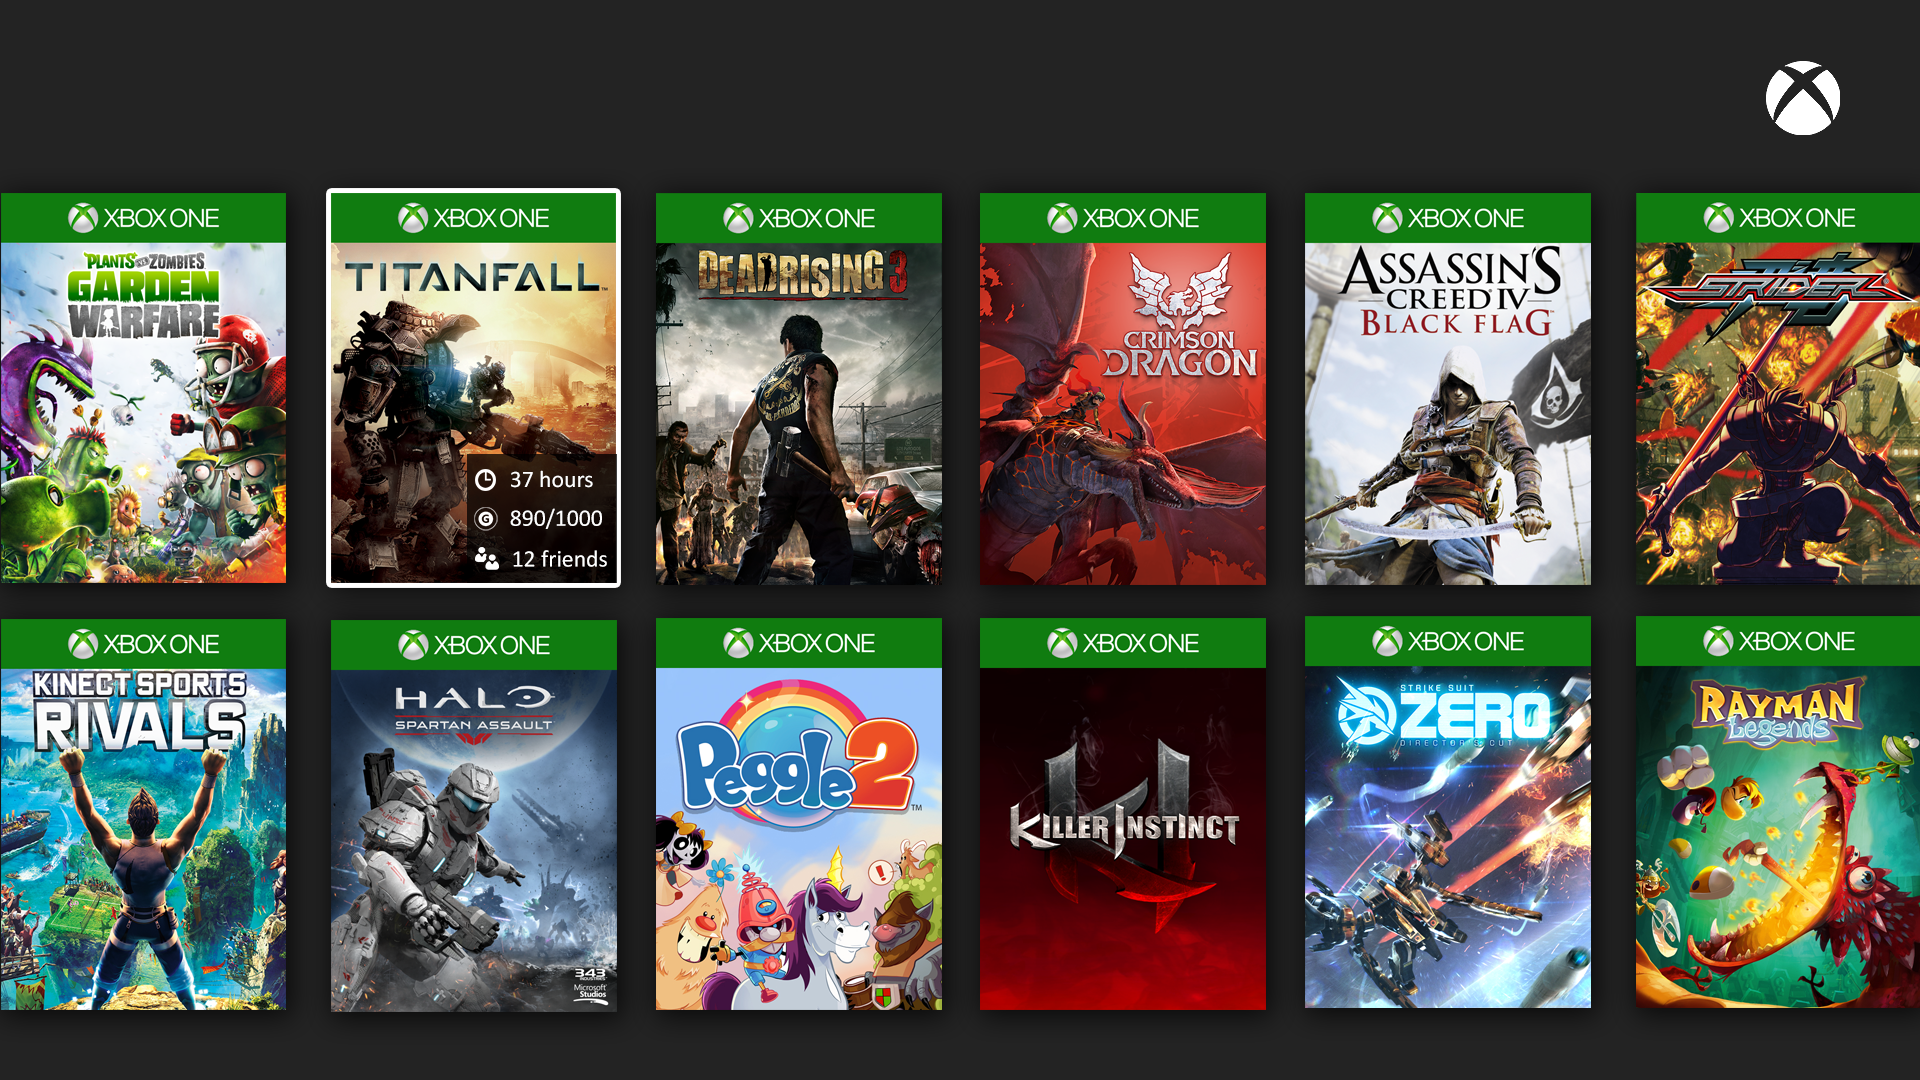 XBOX ONE
PLANTS VS. ZOMBIES
GARDEN
WARFARE
XBOX ONE
TITANFALL™
37 hours
890/1000
12 friends
XBOX ONE
DEADRISING 3
XBOX ONE
CRIMSON
DRAGON
XBOX ONE
ASSASSIN'S
CREED IV
BLACK FLAG
XBOX ONE
STRIDER
XBOX ONE
KINECT SPORTS
RIVALS
XBOX ONE
HALO
SPARTAN ASSAULT
343
INDUSTRIES
Microsoft
Studios
XBOX ONE
Peggle 2™
XBOX ONE
KILLER INSTINCT
XBOX ONE
STRIKE SUIT
ZERO
DIRECTOR'S CUT
XBOX ONE
RAYMAN
Legends